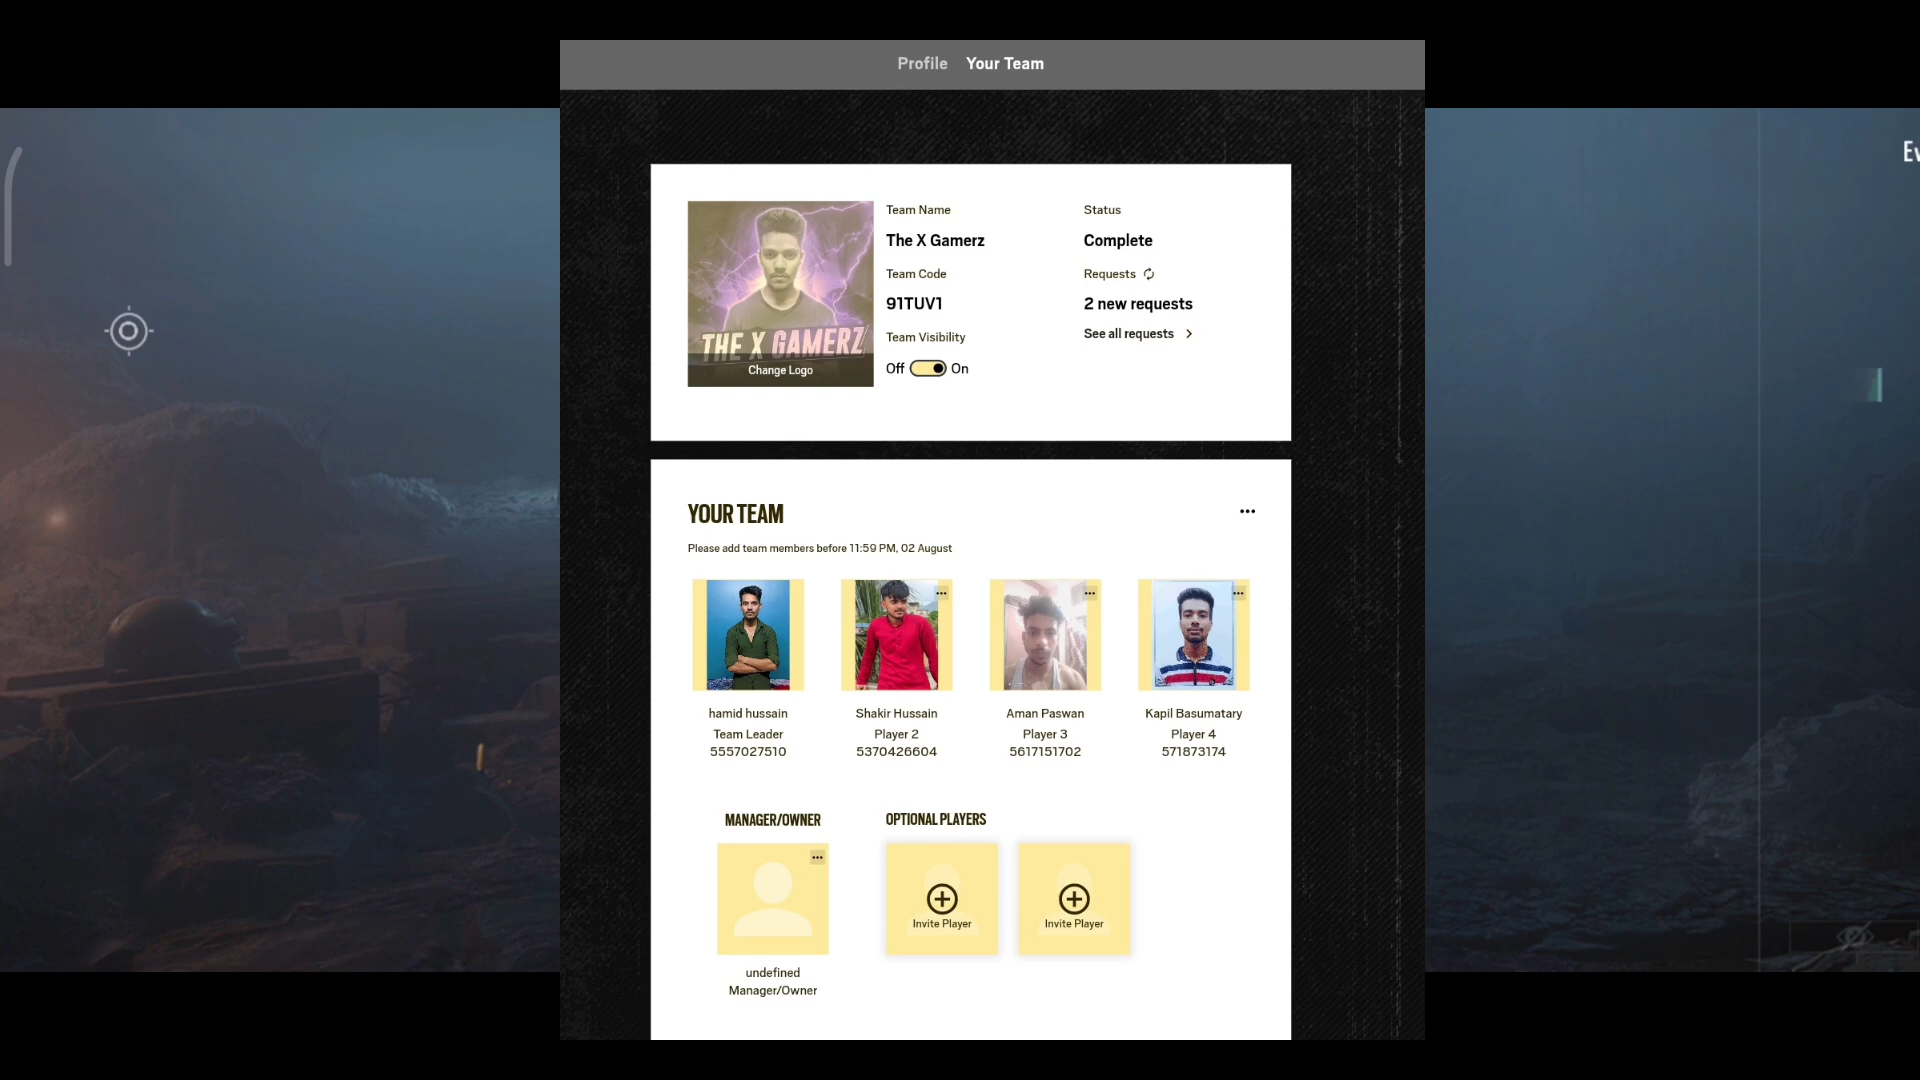 Profile Your Team
Ev
Team Name
The X Gamerz
Team Code
91TUV1
Team Visibility
Off On
Status
Complete
Requests
2 new requests
See all requests
THE X GAMERZ
Change Logo
YOUR TEAM
Please add team members before 11:59 PM, 02 August
hamid hussain
Team Leader
5557027510
Shakir Hussain
Player 2
5370426604
Aman Paswan
Player 3
5617151702
Kapil Basumatary
Player 4
571873174
MANAGER/OWNER
undefined
Manager/Owner
OPTIONAL PLAYERS
Invite Player
Invite Player